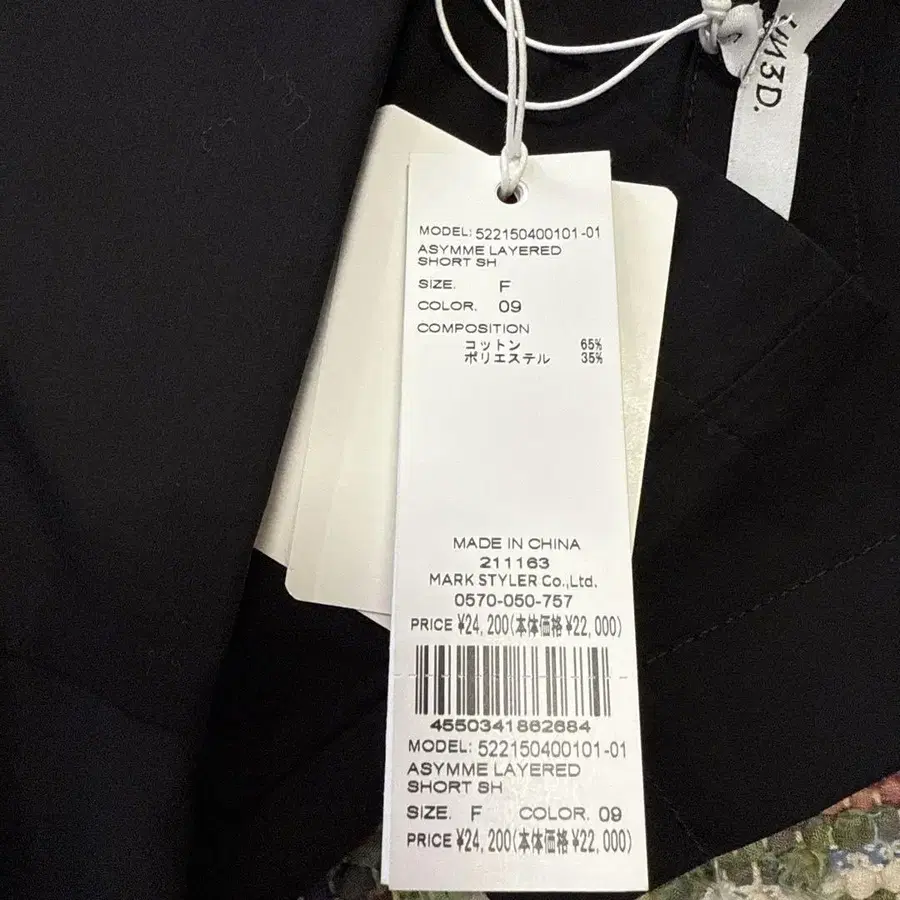 MODEL: 522150400101-01
ASYMME LAYERED
SHORT SH
SIZE. F
COLOR. 09
COMPOSITION
コットン 65%
ポリエステル 35%
MADE IN CHINA
211163
MARK STYLER Co.,Ltd.
0570-050-757
PRICE ¥24,200(本体価格¥22,000)
4550341862684
MODEL: 522150400101-01
ASYMME LAYERED
SHORT SH
SIZE. F COLOR. 09
PRICE ¥24,200(本体価格¥22,000)